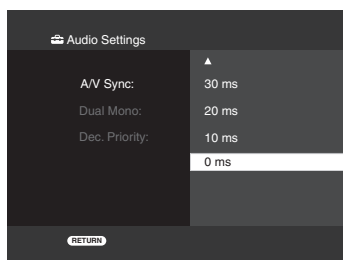 Audio Settings
A/V Sync:
30 ms
Dual Mono:
20 ms
Dec. Priority:
10 ms
0 ms
RETURN